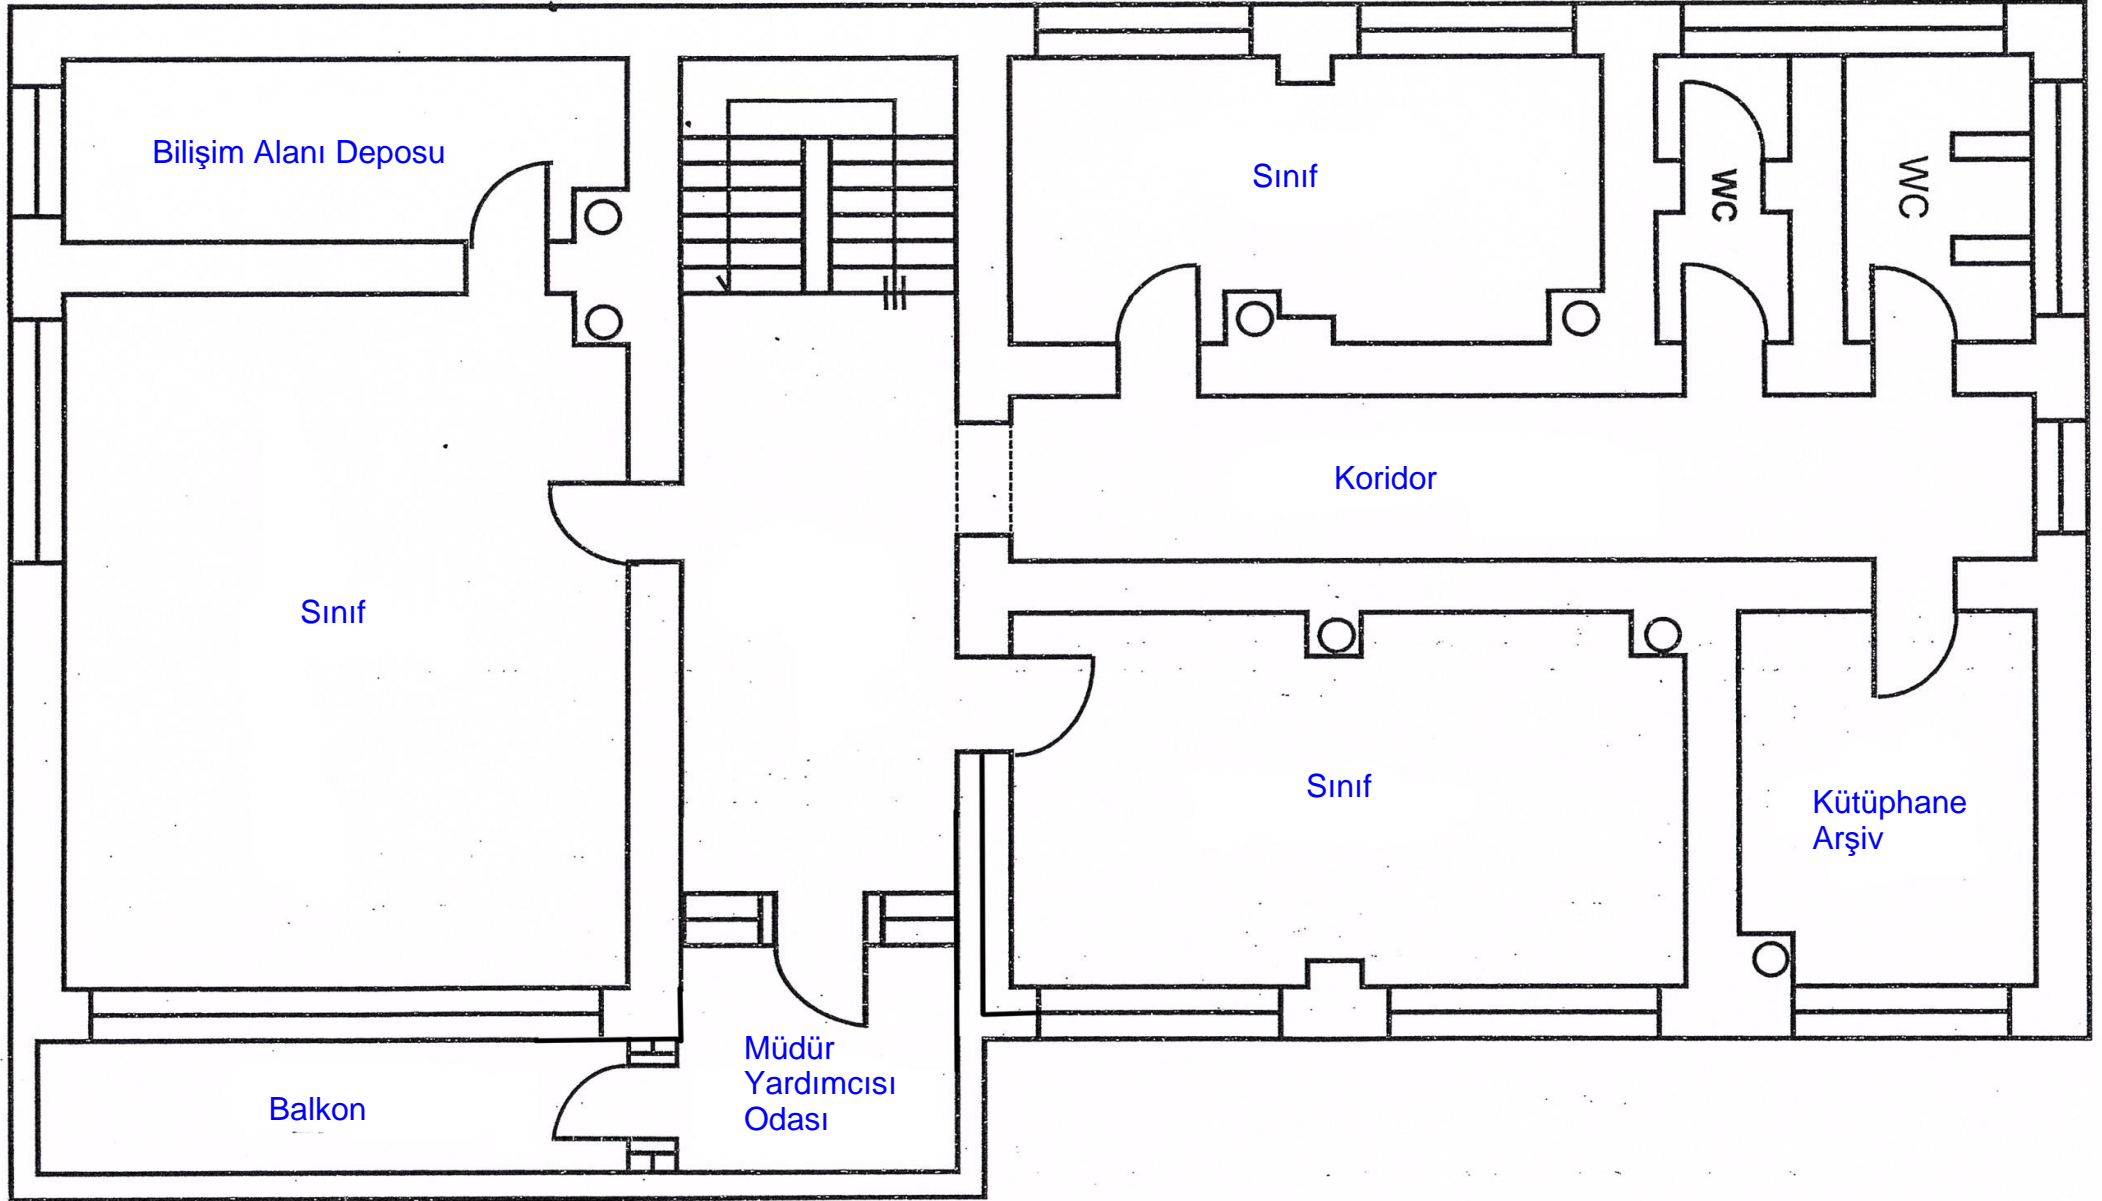 Bilişim Alanı Deposu
Sınıf
WC
WC
Koridor
Sınıf
Sınıf
Kütüphane
Arşiv
Müdür
Yardımcısı
Odası
Balkon